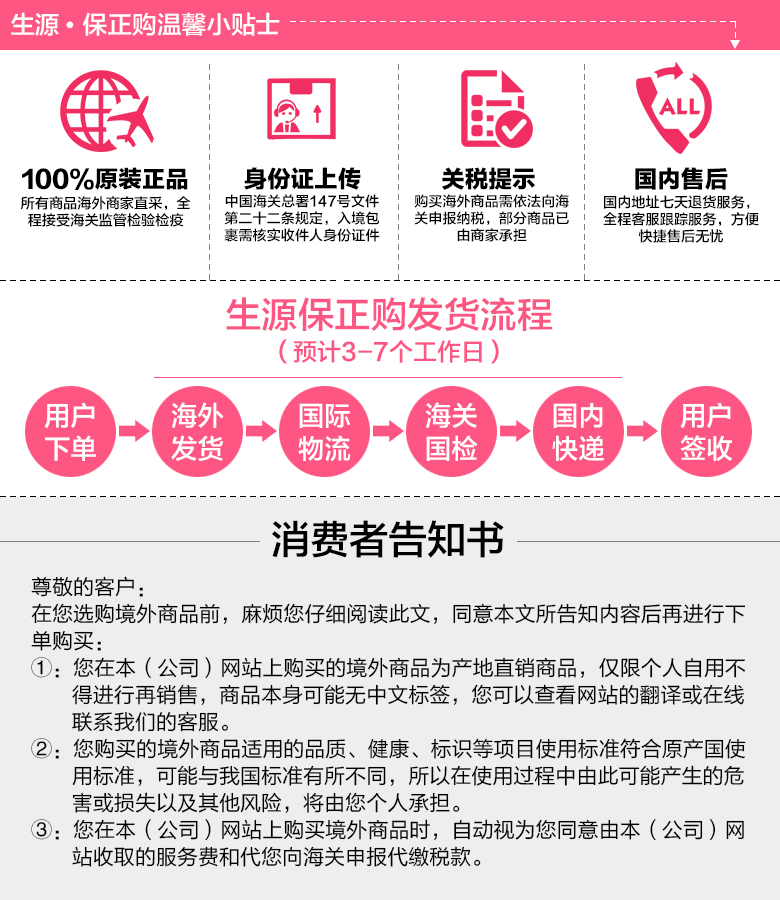 生源·保正购温馨小贴士
ALL
100%原装正品
所有商品海外商家直采，全
程接受海关监管检验检疫
身份证上传
中国海关总署147号文件
第二十二条规定，入境包
裹需核实收件人身份证件
关税提示
购买海外商品需依法向海
关申报纳税，部分商品已
由商家承担
国内售后
国内地址七天退货服务，
全程客服跟踪服务，方便
快捷售后无忧
生源保正购发货流程
（预计3-7个工作日）
用户
下单
海外
发货
国际
物流
海关
国检
国内
快递
用户
签收
消费者告知书
尊敬的客户：
在您选购境外商品前，麻烦您仔细阅读此文，同意本文所告知内容后再进行下
单购买：
①：您在本（公司）网站上购买的境外商品为产地直销商品，仅限个人自用不
得进行再销售，商品本身可能无中文标签，您可以查看网站的翻译或在线
联系我们的客服。
②：您购买的境外商品适用的品质、健康、标识等项目使用标准符合原产国使
用标准，可能与我国标准有所不同，所以在使用过程中由此可能产生的危
害或损失以及其他风险，将由您个人承担。
③：您在本（公司）网站上购买境外商品时，自动视为您同意由本（公司）网
站收取的服务费和代您向海关申报代缴税款。